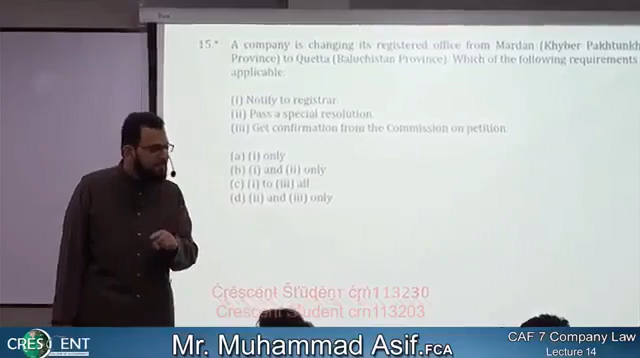 15.* A company is changing its registered office from Mardan (Khyber Pakhtunkh
Province) to Quetta (Baluchistan Province). Which of the following requirements
applicable.
(i) Notify to registrar.
(ii) Pass a special resolution.
(iii) Get confirmation from the Commission on petition.
(a) (i) only
(b) (i) and (ii) only
(c) (i) to (iii) all
(d) (ii) and (iii) only
Crescent Student crn113203
CRESCENT
Mr. Muhammad Asif.FCA
CAF 7 Company Law
Lecture 14